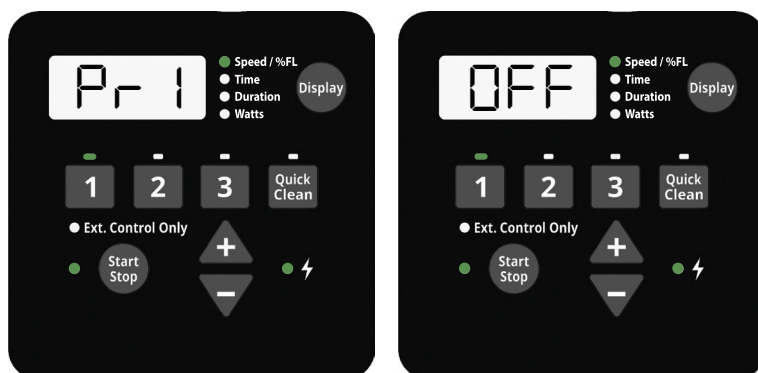 Pr 1
Speed / %FL
Time
Duration
Watts
Display
1
2
3
Quick
Clean
Ext. Control Only
Start
Stop
+
−
OFF
Speed / %FL
Time
Duration
Watts
Display
1
2
3
Quick
Clean
Ext. Control Only
Start
Stop
+
−